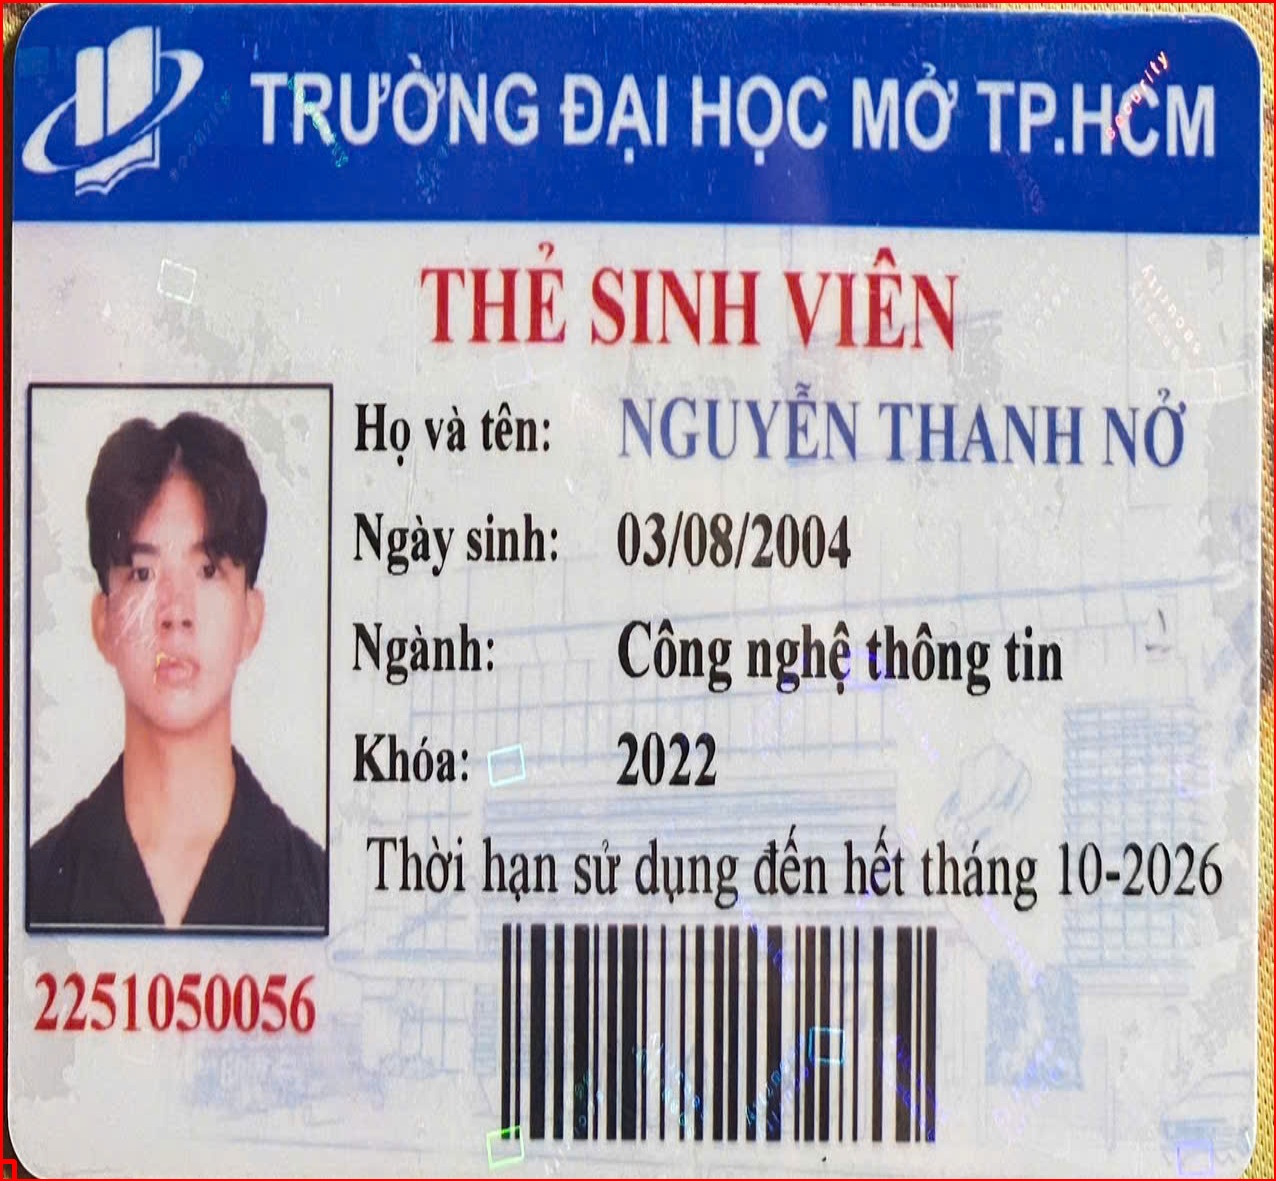 TRƯỜNG ĐẠI HỌC MỞ TP.HCM
THẺ SINH VIÊN
Họ và tên: NGUYỄN THANH NỞ
Ngày sinh: 03/08/2004
Ngành: Công nghệ thông tin
Khóa: 2022
Thời hạn sử dụng đến hết tháng 10-2026
2251050056
security